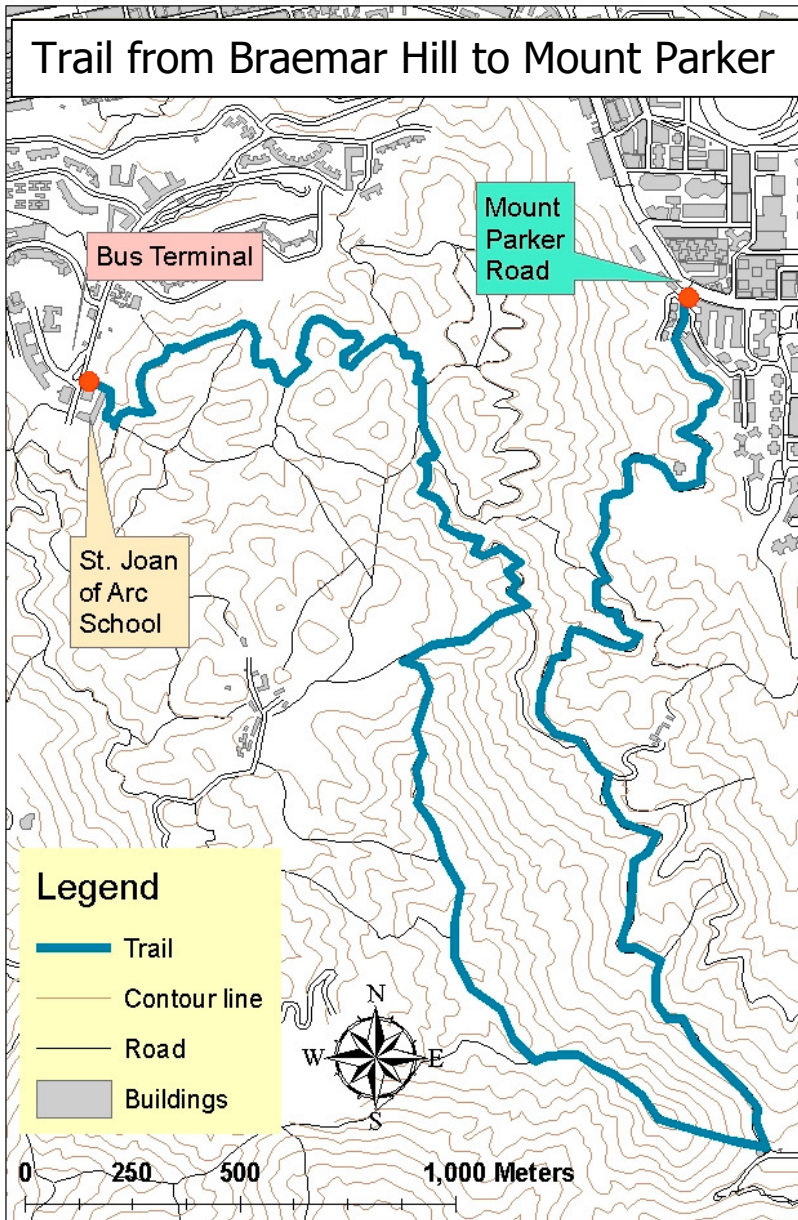 Trail from Braemar Hill to Mount Parker
Mount
Parker
Road
Bus Terminal
St. Joan
of Arc
School
Legend
Trail
Contour line
Road
Buildings
N
W
E
S
0 250 500 1,000 Meters